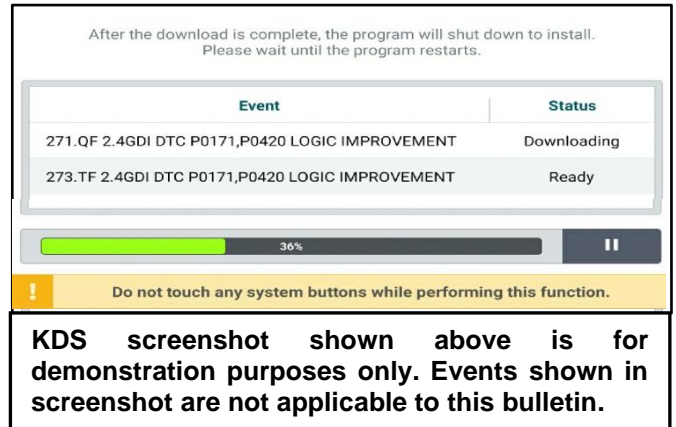 After the download is complete, the program will shut down to install.
Please wait until the program restarts.
Event Status
271.QF 2.4GDI DTC P0171,P0420 LOGIC IMPROVEMENT Downloading
273.TF 2.4GDI DTC P0171,P0420 LOGIC IMPROVEMENT Ready
36%
! Do not touch any system buttons while performing this function.
KDS screenshot shown above is for
demonstration purposes only. Events shown in
screenshot are not applicable to this bulletin.